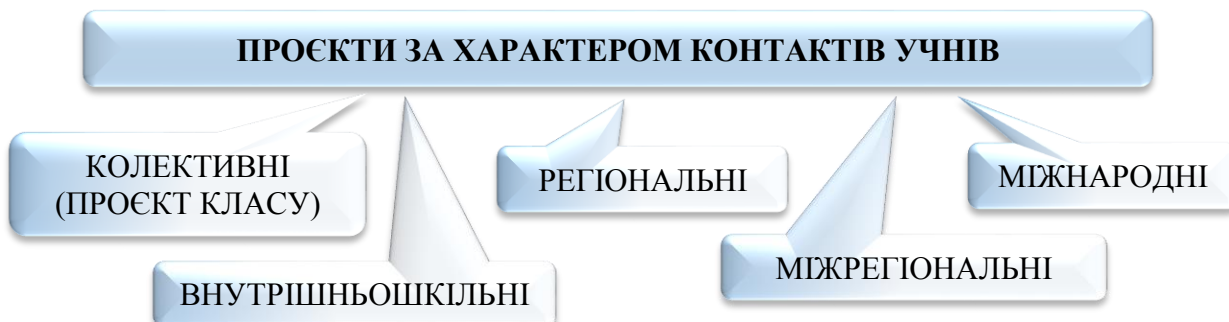 ПРОЄКТИ ЗА ХАРАКТЕРОМ КОНТАКТІВ УЧНІВ
КОЛЕКТИВНІ
(ПРОЄКТ КЛАСУ)
ВНУТРІШНЬОШКІЛЬНІ
РЕГІОНАЛЬНІ
МІЖРЕГІОНАЛЬНІ
МІЖНАРОДНІ